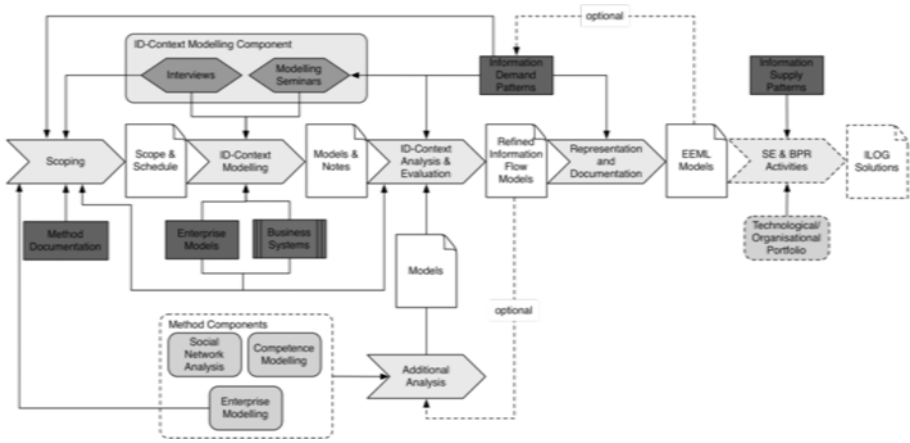 optional
ID-Context Modelling Component
Interviews
Modelling
Seminars
Information
Demand
Patterns
Information
Supply
Patterns
Scoping
Scope &
Schedule
ID-Context
Modelling
Models &
Notes
ID-Context
Analysis &
Evaluation
Refined
Information
Flow
Models
Representation
and
Documentation
EEML
Models
SE & BPR
Activities
ILOG
Solutions
Method
Documentation
Enterprise
Models
Business
Systems
Technological/
Organisational
Portfolio
Models
optional
Method Components
Social
Network
Analysis
Competence
Modelling
Additional
Analysis
Enterprise
Modelling